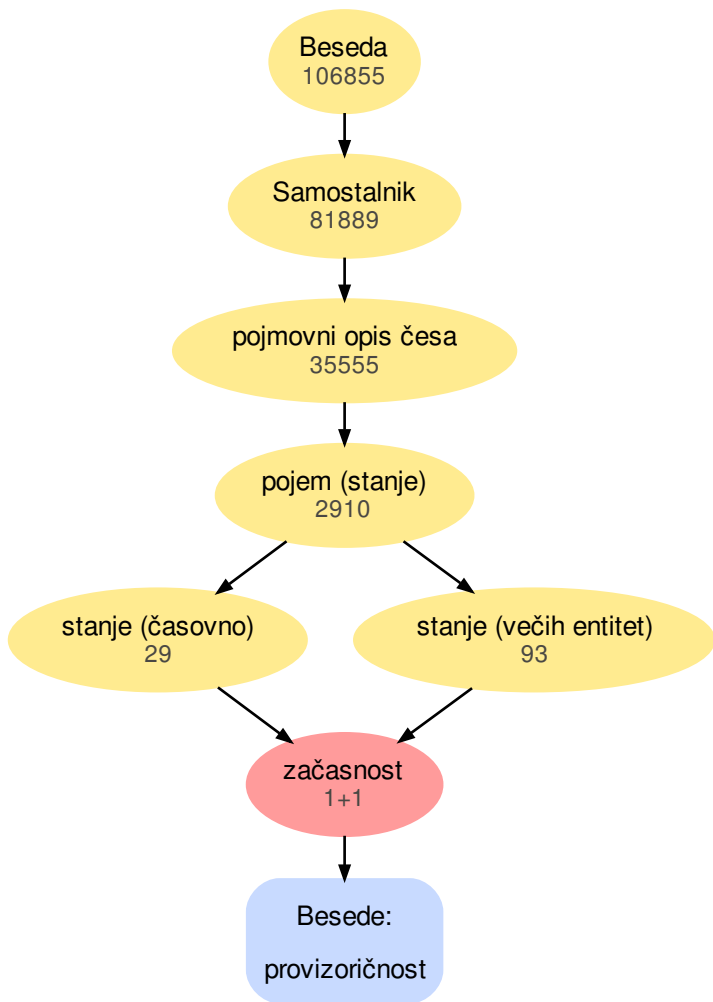 Beseda
106855
Samostalnik
81889
pojmovni opis česa
35555
pojem (stanje)
2910
stanje (časovno)
29
stanje (večih entitet)
93
začasnost
1+1
Besede:
provizoričnost